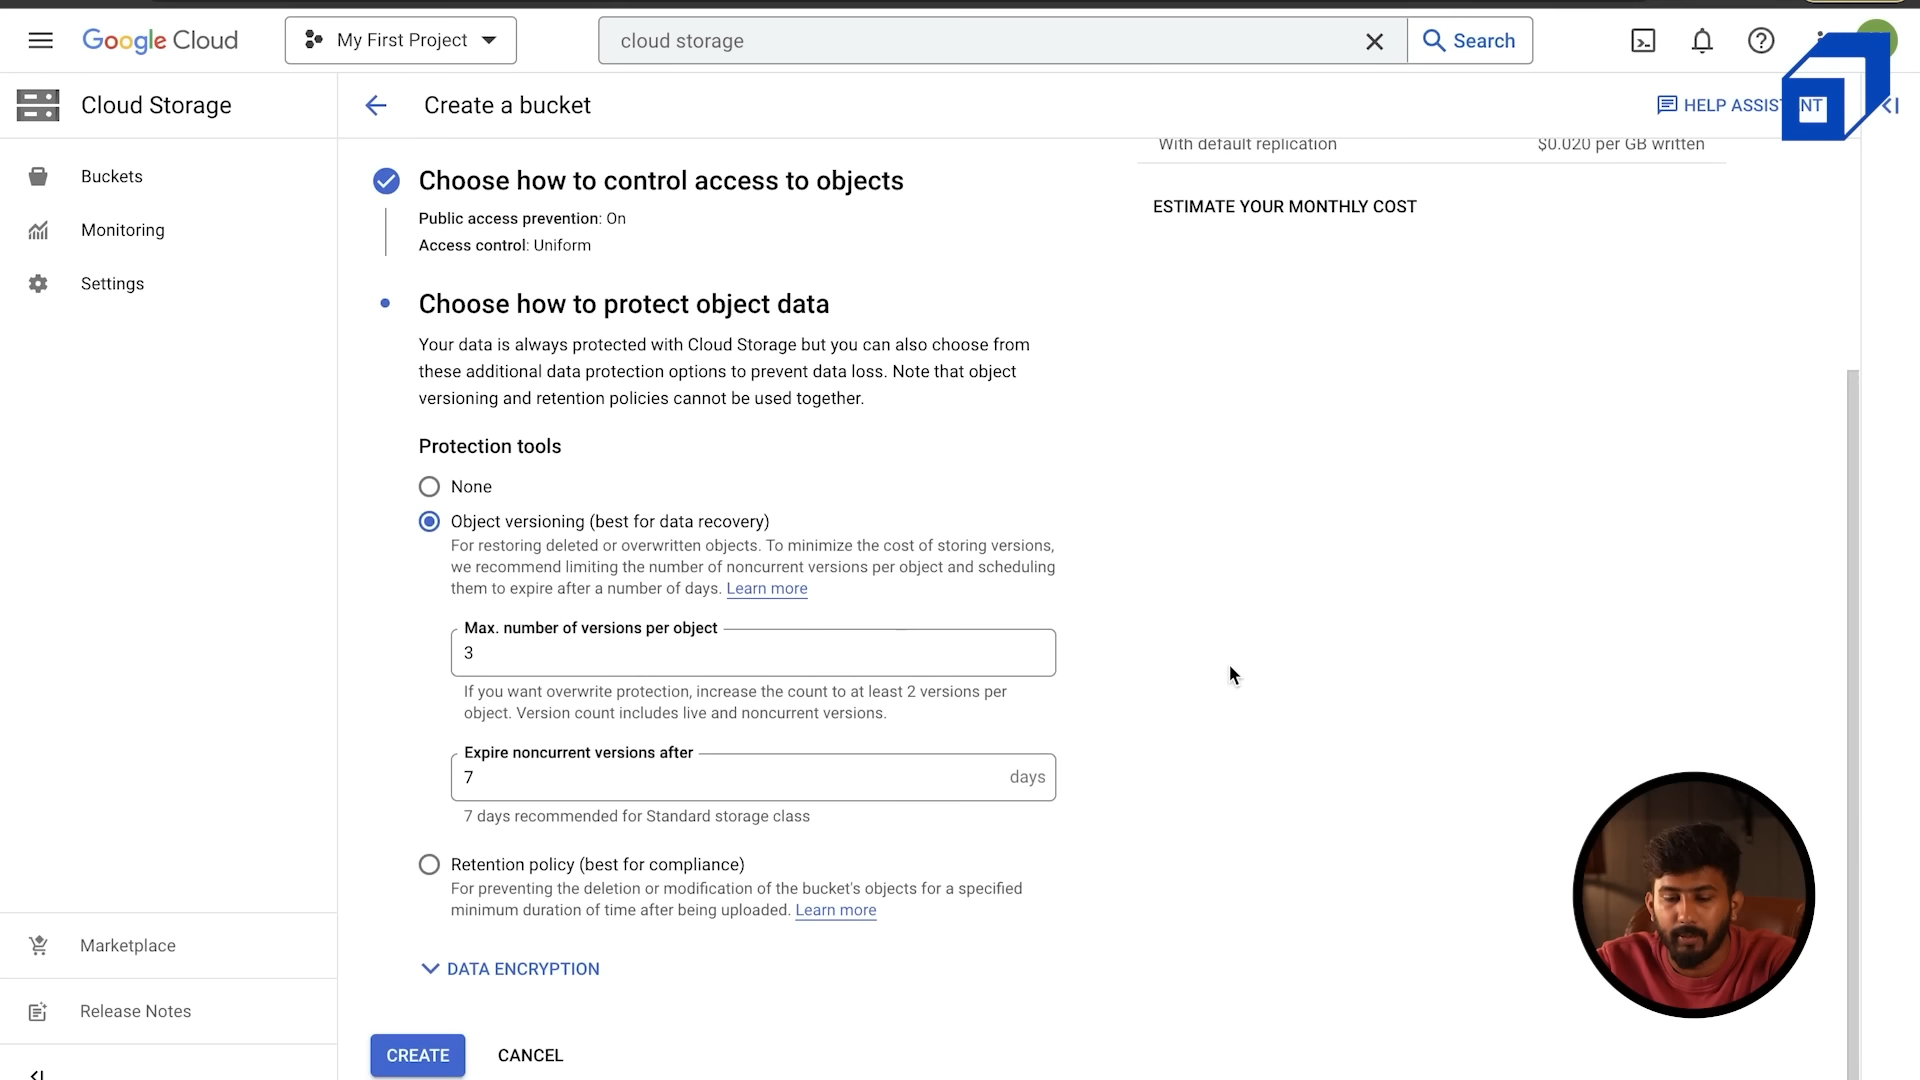 Google Cloud
My First Project
cloud storage
Search
Cloud Storage
Create a bucket
HELP ASSIS NT
Buckets
Monitoring
Settings
Marketplace
Release Notes
With default replication $0.020 per GB written
ESTIMATE YOUR MONTHLY COST
Choose how to control access to objects
Public access prevention: On
Access control: Uniform
Choose how to protect object data
Your data is always protected with Cloud Storage but you can also choose from
these additional data protection options to prevent data loss. Note that object
versioning and retention policies cannot be used together.
Protection tools
None
Object versioning (best for data recovery)
For restoring deleted or overwritten objects. To minimize the cost of storing versions,
we recommend limiting the number of noncurrent versions per object and scheduling
them to expire after a number of days. Learn more
Max. number of versions per object
3
If you want overwrite protection, increase the count to at least 2 versions per
object. Version count includes live and noncurrent versions.
Expire noncurrent versions after
7 days
7 days recommended for Standard storage class
Retention policy (best for compliance)
For preventing the deletion or modification of the bucket's objects for a specified
minimum duration of time after being uploaded. Learn more
DATA ENCRYPTION
CREATE CANCEL